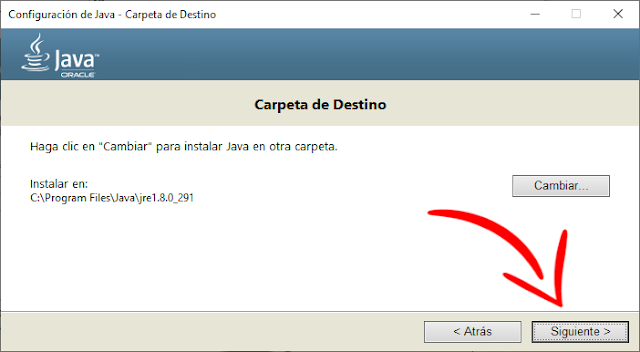 Configuración de Java - Carpeta de Destino
Java™
ORACLE
Carpeta de Destino
Haga clic en "Cambiar" para instalar Java en otra carpeta.
Instalar en:
C:\Program Files\Java\jre1.8.0_291
Cambiar...
< Atrás
Siguiente >